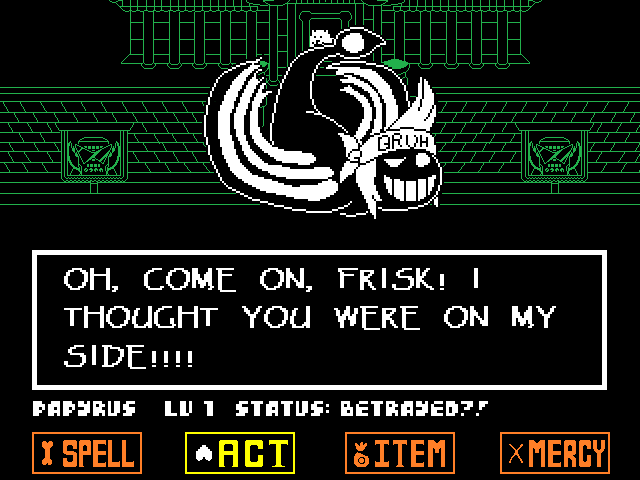 BRUH
OH, COME ON, FRISK! I
THOUGHT YOU WERE ON MY
SIDE!!!!
PAPYRUS LV 1 STATUS: BETRAYED?!
SPELL ACT ITEM MERCY